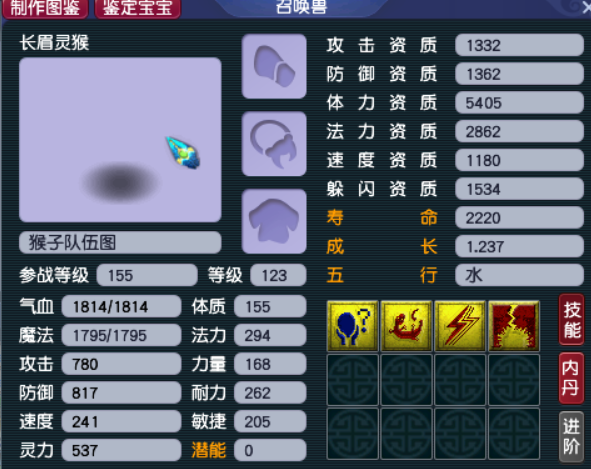 制作图鉴 鉴定宝宝 召唤兽
长眉灵猴
攻击资质 1332
防御资质 1362
体力资质 5405
法力资质 2862
速度资质 1180
躲闪资质 1534
寿命 2220
成长 1.237
五行 水
猴子队伍图
参战等级 155 等级 123
气血 1814/1814 体质 155
魔法 1795/1795 法力 294
攻击 780 力量 168
防御 817 耐力 262
速度 241 敏捷 205
灵力 537 潜能 0
技能
内丹
进阶